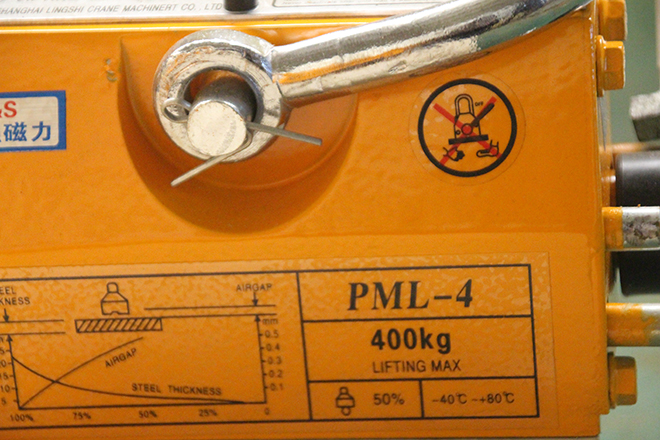 SHANGHAI LINGSHI CRANE MACHINERT CO., LTD
&S
磁力
OFF
STEEL
THICKNESS
AIRGAP
mm
0.5
0.4
0.3
0.2
0.1
0
AIRGAP
STEEL THICKNESS
100% 75% 50% 25% 0
PML-4
400kg
LIFTING MAX
50%
-40℃-+80℃